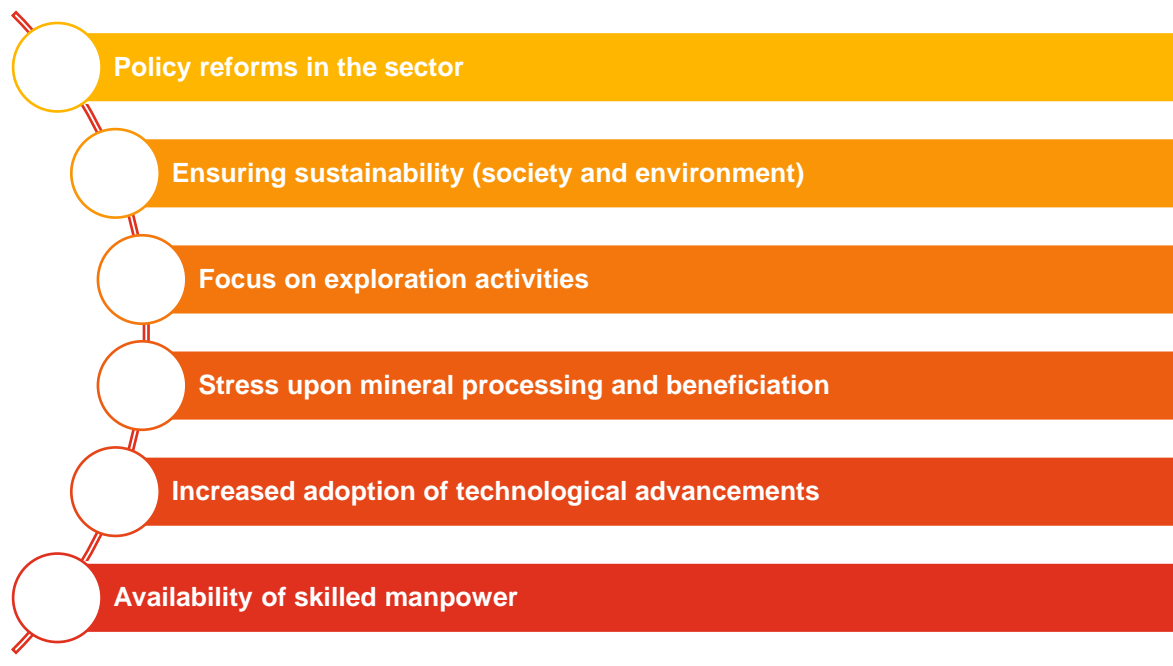 Policy reforms in the sector
Ensuring sustainability (society and environment)
Focus on exploration activities
Stress upon mineral processing and beneficiation
Increased adoption of technological advancements
Availability of skilled manpower